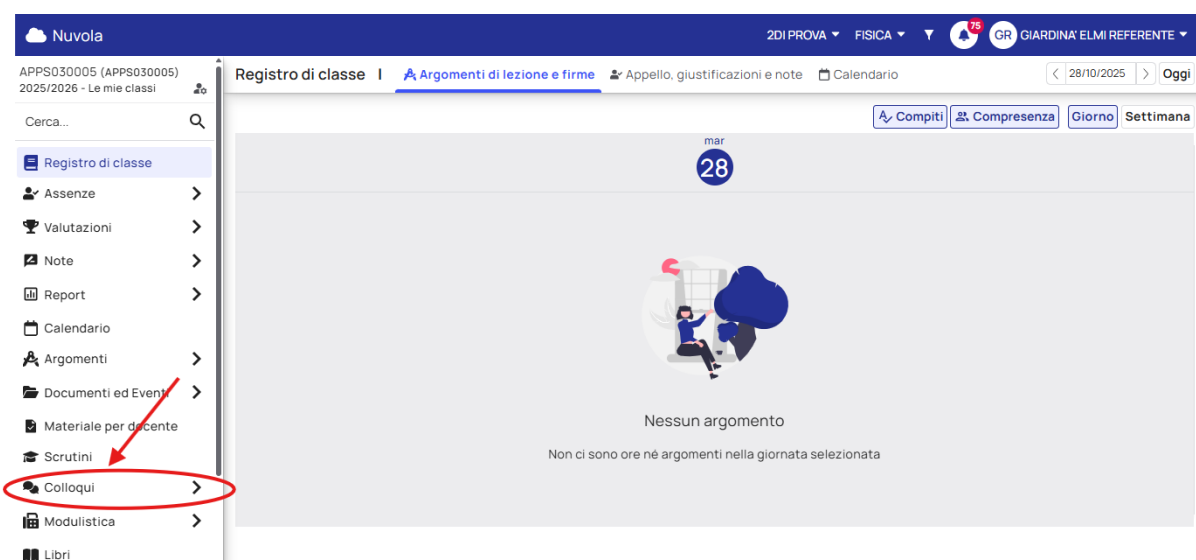 Nuvola
2DI PROVA
FISICA
75
GR
GIARDINA' ELMI REFERENTE
APPS030005 (APPS030005)
2025/2026 - Le mie classi
Cerca...
Registro di classe
Assenze
Valutazioni
Note
Report
Calendario
Argomenti
Documenti ed Eventi
Materiale per docente
Scrutini
Colloqui
Modulistica
Libri
Registro di classe
Argomenti di lezione e firme
Appello, giustificazioni e note
Calendario
28/10/2025
Oggi
Compiti
Compresenza
Giorno
Settimana
mar
28
Nessun argomento
Non ci sono ore né argomenti nella giornata selezionata